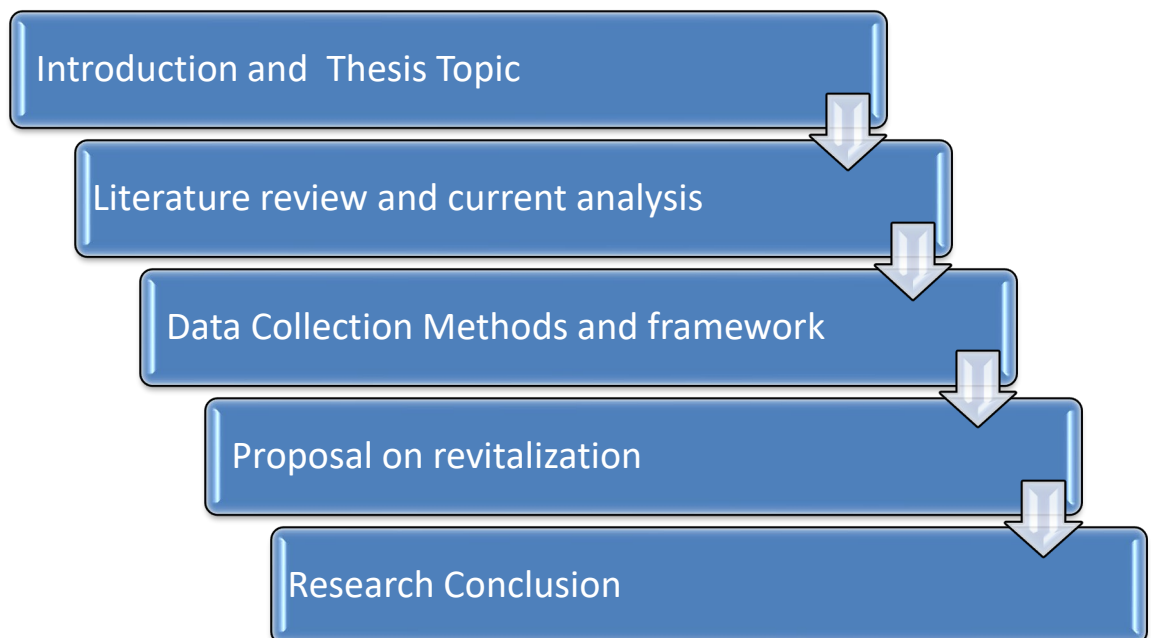 Introduction and  Thesis Topic
Literature review and current analysis
Data Collection Methods and framework
Proposal on revitalization
Research Conclusion